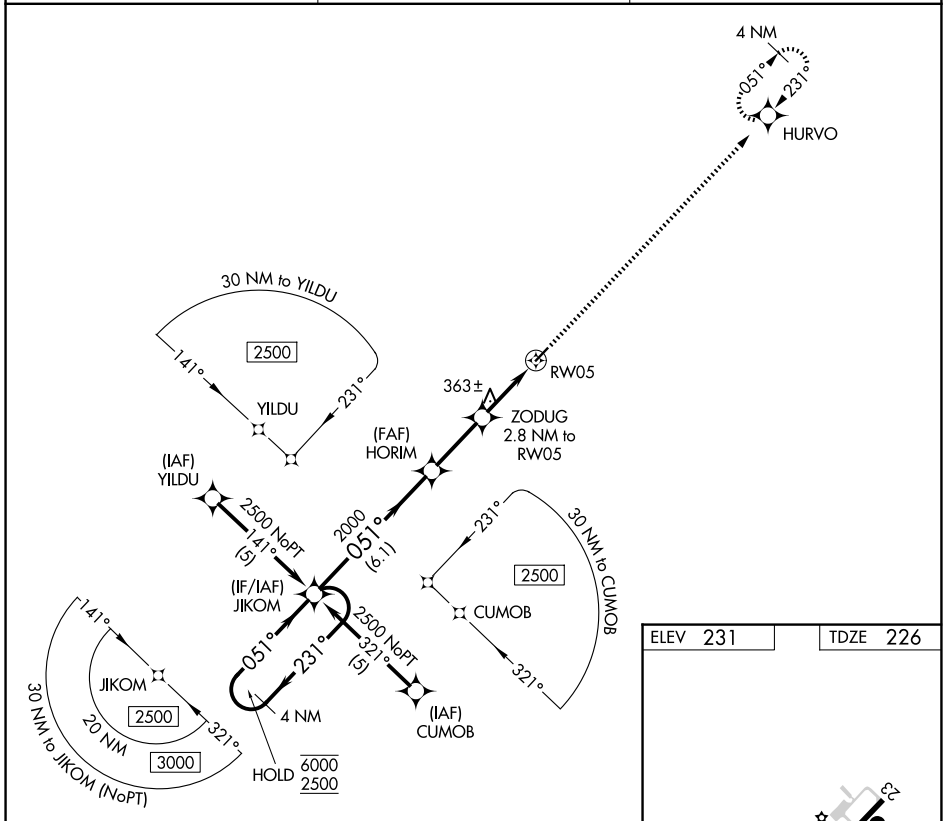 4 NM
051°
231°
HURVO
30 NM to YILDU
2500
141°
231°
YILDU
RW05
363±
ZODUG
2.8 NM to
RW05
(FAF)
HORIM
(IAF)
YILDU
2500 NoPT
141°
(5)
2000
051°
(6.1)
231°
30 NM to CUMOB
2500
CUMOB
321°
(IF/IAF)
JIKOM
2500 NoPT
321°
(5)
051°
231°
4 NM
(IAF)
CUMOB
141°
JIKOM
2500
20 NM
321°
3000
30 NM to JIKOM (NoPT)
HOLD 6000
2500
ELEV 231
TDZE 226
23